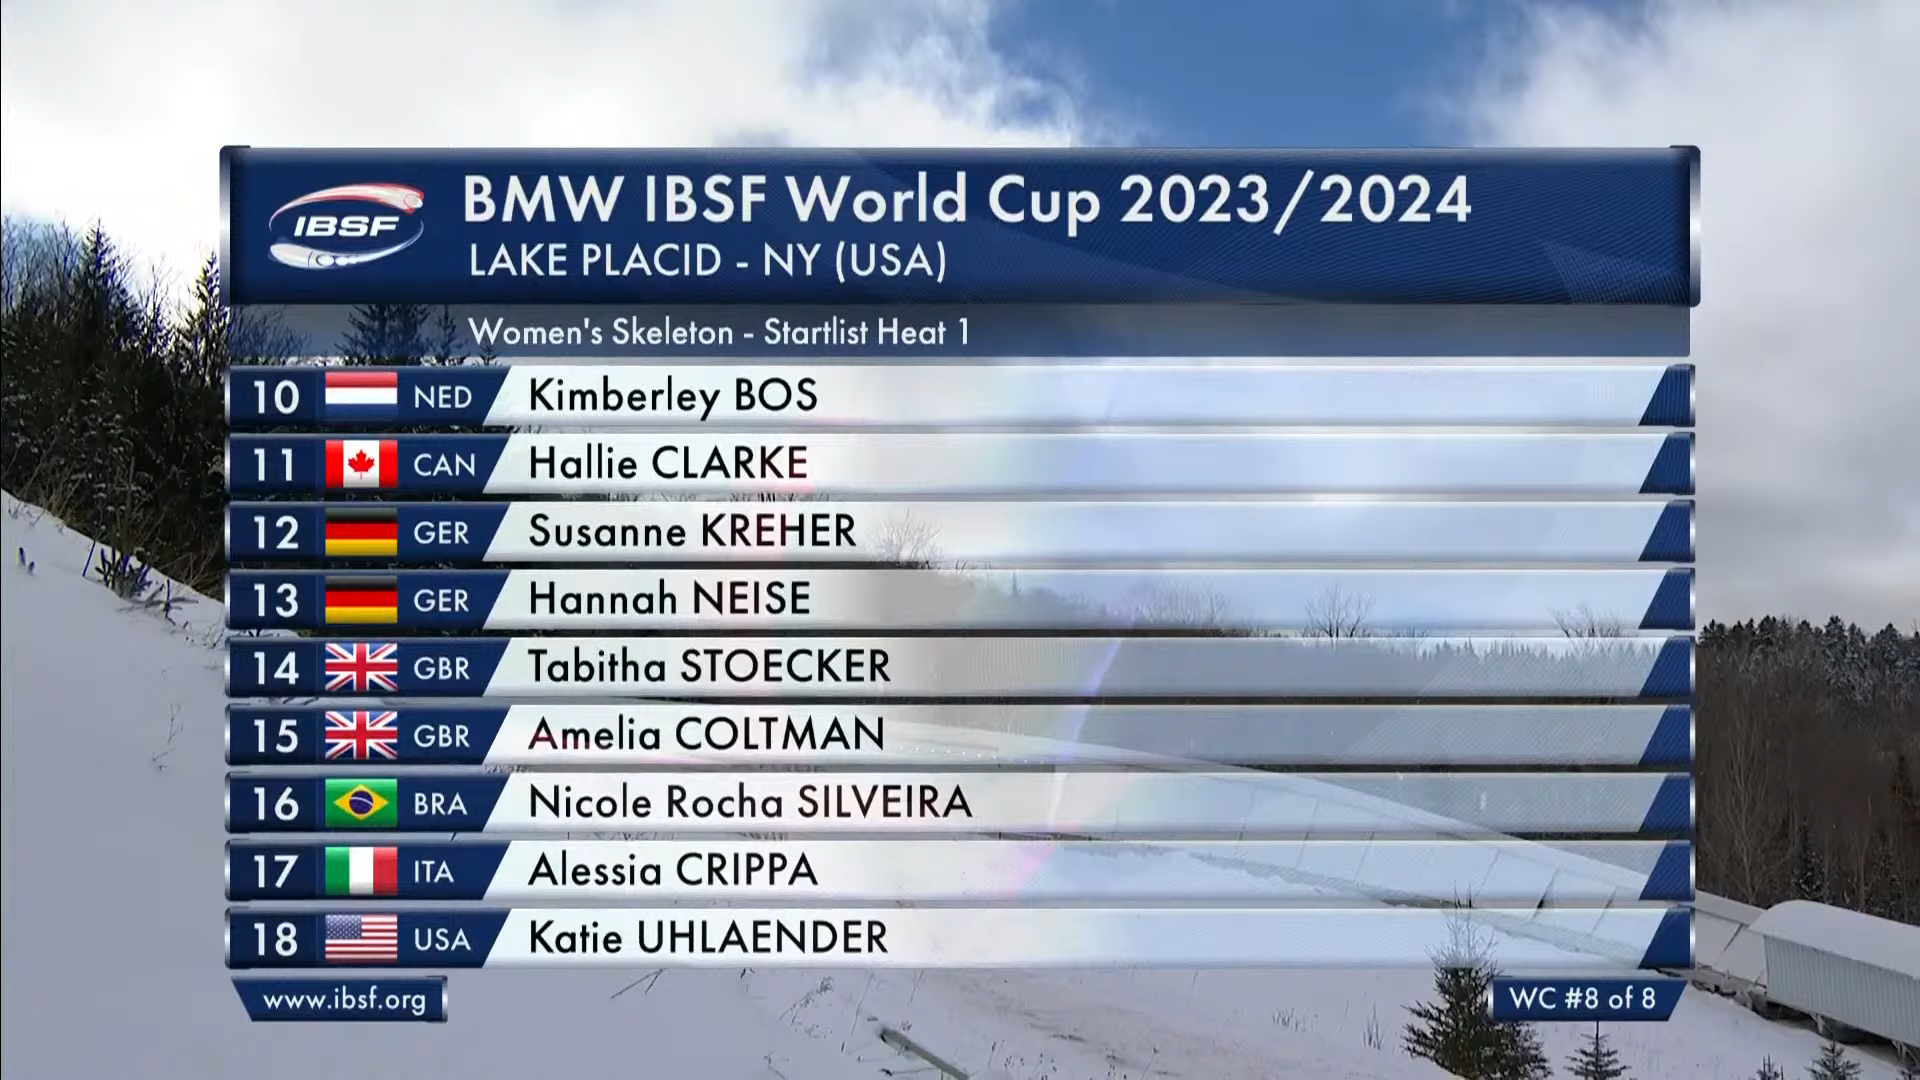 IBSF
BMW IBSF World Cup 2023/2024
LAKE PLACID - NY (USA)
Women's Skeleton - Startlist Heat 1
10 NED Kimberley BOS
11 CAN Hallie CLARKE
12 GER Susanne KREHER
13 GER Hannah NEISE
14 GBR Tabitha STOECKER
15 GBR Amelia COLTMAN
16 BRA Nicole Rocha SILVEIRA
17 ITA Alessia CRIPPA
18 USA Katie UHLAENDER
www.ibsf.org
WC #8 of 8